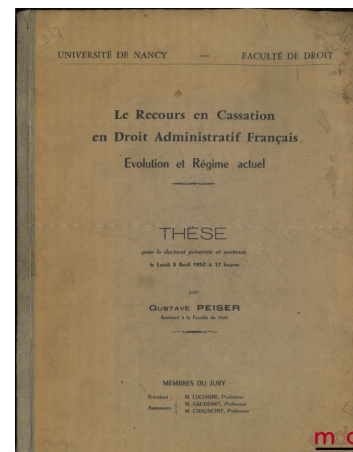 UNIVERSITÉ DE NANCY — FACULTÉ DE DROIT
Le Recours en Cassation
en Droit Administratif Français
Evolution et Régime actuel
THÈSE
pour le doctorat présentée et soutenue
le Lundi 8 Avril 1957 à 17 heures
par
GUSTAVE PEISER
Assistant à la Faculté de droit
MEMBRES DU JURY
Président : M. LUCHAIRE, Professeur
Assesseurs { M. GAUDEMET, Professeur
M. CHAUMONT, Professeur
mdc